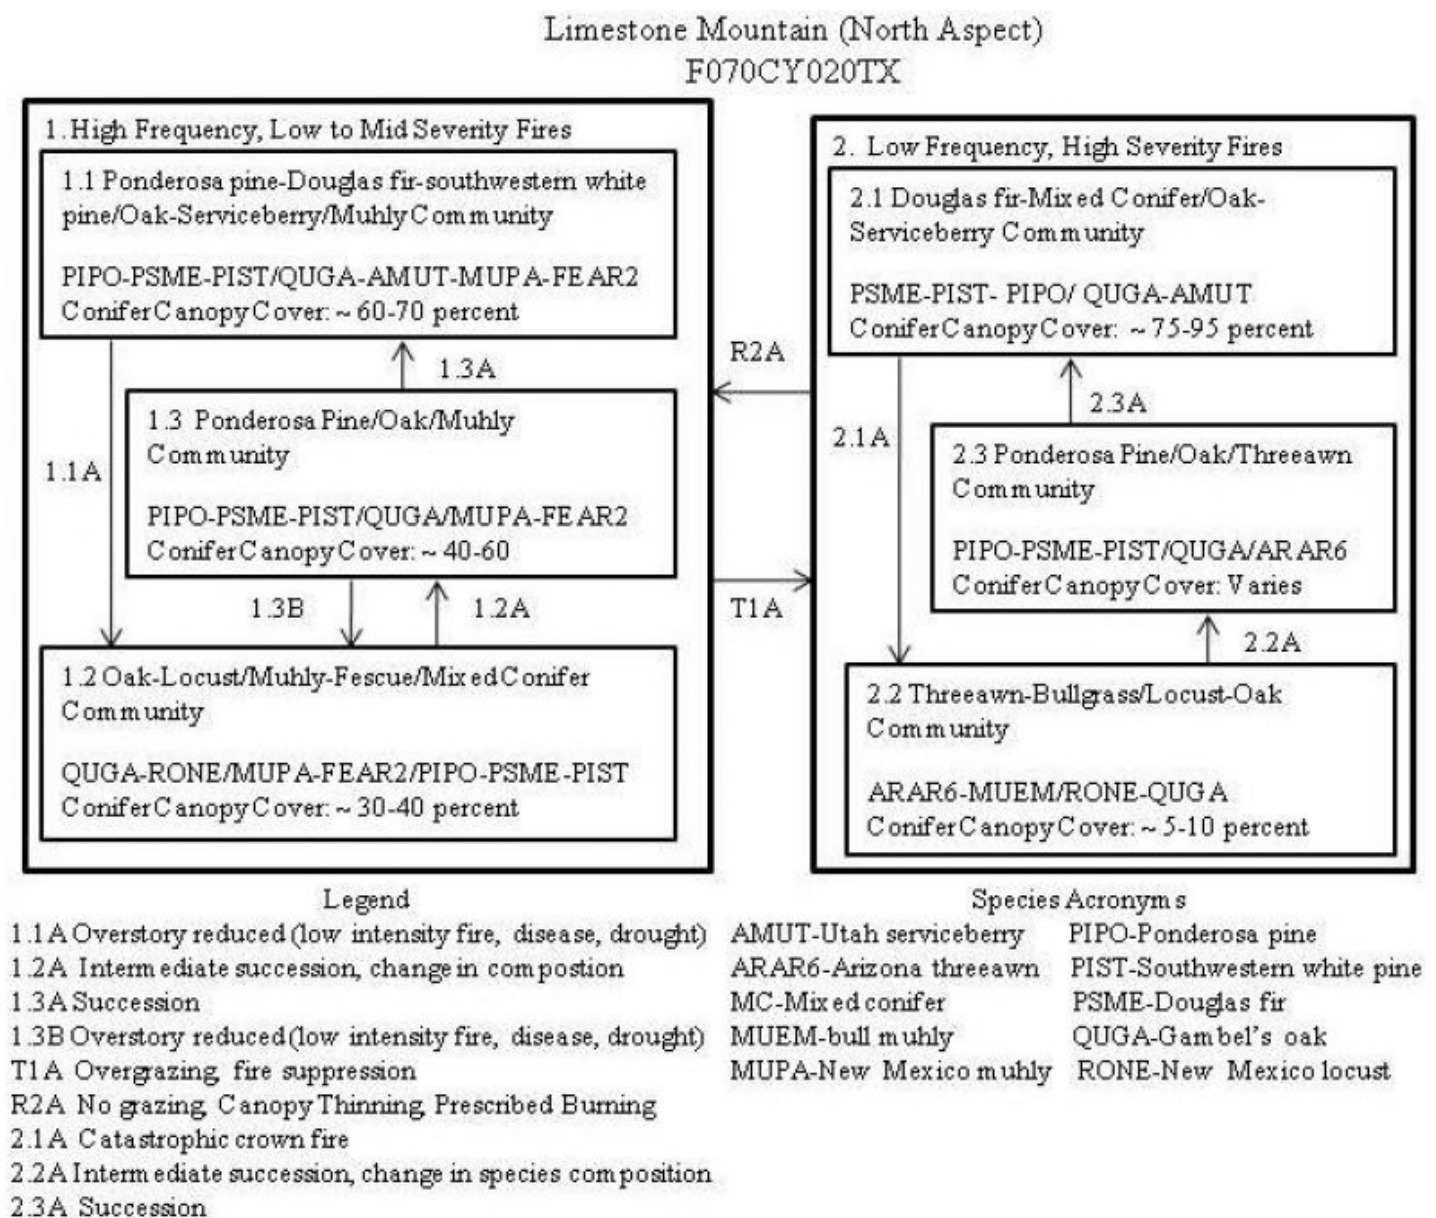 Limestone Mountain (North Aspect)
F070CY020TX
1. High Frequency, Low to Mid Severity Fires
1.1 Ponderosa pine-Douglas fir-southwestern white
pine/Oak-Serviceberry/Muhly Community
PIPO-PSME-PIST/QUGA-AMUT-MUPA-FEAR2
Conifer Canopy Cover: ~ 60-70 percent
1.3A
1.3 Ponderosa Pine/Oak/Muhly
Community
PIPO-PSME-PIST/QUGA/MUPA-FEAR2
Conifer Canopy Cover: ~ 40-60
1.1A
1.3B
1.2A
1.2 Oak-Locust/Muhly-Fescue/Mixed Conifer
Community
QUGA-RONE/MUPA-FEAR2/PIPO-PSME-PIST
Conifer Canopy Cover: ~ 30-40 percent
R2A
T1A
2. Low Frequency, High Severity Fires
2.1 Douglas fir-Mixed Conifer/Oak-
Serviceberry Community
PSME-PIST- PIPO/ QUGA-AMUT
Conifer Canopy Cover: ~ 75-95 percent
2.3A
2.1A
2.3 Ponderosa Pine/Oak/Threeawn
Community
PIPO-PSME-PIST/QUGA/ARAR6
Conifer Canopy Cover: Varies
2.2A
2.2 Threeawn-Bullgrass/Locust-Oak
Community
ARAR6-MUEM/RONE-QUGA
Conifer Canopy Cover: ~ 5-10 percent
Legend
1.1A Overstory reduced (low intensity fire, disease, drought)
1.2A Intermediate succession, change in compostion
1.3A Succession
1.3B Overstory reduced (low intensity fire, disease, drought)
T1A Overgrazing, fire suppression
R2A No grazing, Canopy Thinning, Prescribed Burning
2.1A Catastrophic crown fire
2.2A Intermediate succession, change in species composition
2.3A Succession
Species Acronyms
AMUT-Utah serviceberry
ARAR6-Arizona threeawn
MC-Mixed conifer
MUEM-bull muhly
MUPA-New Mexico muhly
PIPO-Ponderosa pine
PIST-Southwestern white pine
PSME-Douglas fir
QUGA-Gambel's oak
RONE-New Mexico locust